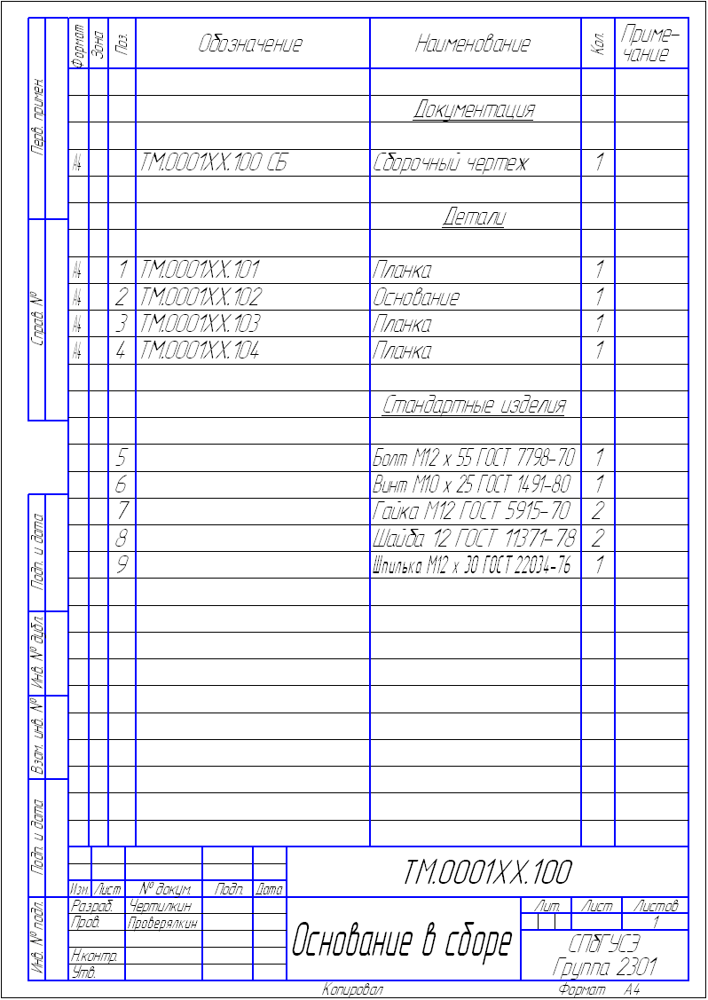 Формат Зона Поз. Обозначение Наименование Кол. Приме-
чание
Перв. примен.
Документация
А4 ТМ.0001ХХ.100 СБ Сборочный чертеж 1
Детали
А4 1 ТМ.0001ХХ.101 Планка 1
А4 2 ТМ.0001ХХ.102 Основание 1
А4 3 ТМ.0001ХХ.103 Планка 1
А4 4 ТМ.0001ХХ.104 Планка 1
Справ. №
Стандартные изделия
5 Болт М12 х 55 ГОСТ 7798-70 1
6 Винт М10 х 25 ГОСТ 1491-80 1
7 Гайка М12 ГОСТ 5915-70 2
8 Шайба 12 ГОСТ 11371-78 2
9 Шпилька М12 х 30 ГОСТ 22034-76 1
Подп. и дата
Инв. № дубл.
Взам. инв. №
Подп. и дата
Инв. № подл.
ТМ.0001ХХ.100
Изм. Лист № докум. Подп. Дата
Разраб. Чертилкин
Пров. Проверялкин
Н.контр.
Утв.
Основание в сборе
Лит. Лист Листов
1
СПбГУСЭ
Группа 2301
Копировал Формат А4